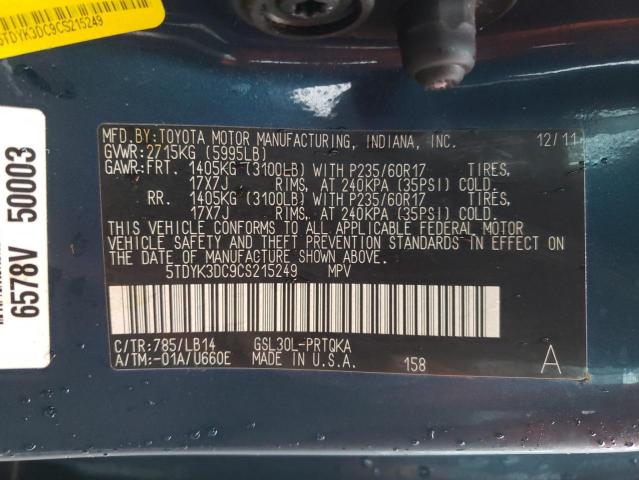 5TDYK3DC9CS215249
6578V 50003
MFD.BY:TOYOTA MOTOR MANUFACTURING, INDIANA, INC. 12/11
GVWR:2715KG (5995LB)
GAWR:FRT. 1405KG (3100LB) WITH P235/60R17 TIRES,
17X7J RIMS, AT 240KPA (35PSI) COLD.
RR. 1405KG (3100LB) WITH P235/60R17 TIRES,
17X7J RIMS, AT 240KPA (35PSI) COLD.
THIS VEHICLE CONFORMS TO ALL APPLICABLE FEDERAL MOTOR
VEHICLE SAFETY AND THEFT PREVENTION STANDARDS IN EFFECT
ON THE DATE OF MANUFACTURE SHOWN ABOVE.
5TDYK3DC9CS215249 MPV
C/TR:785/LB14 GSL30L-PRTQKA
A/TM:-01A/U660E MADE IN U.S.A. 158 A